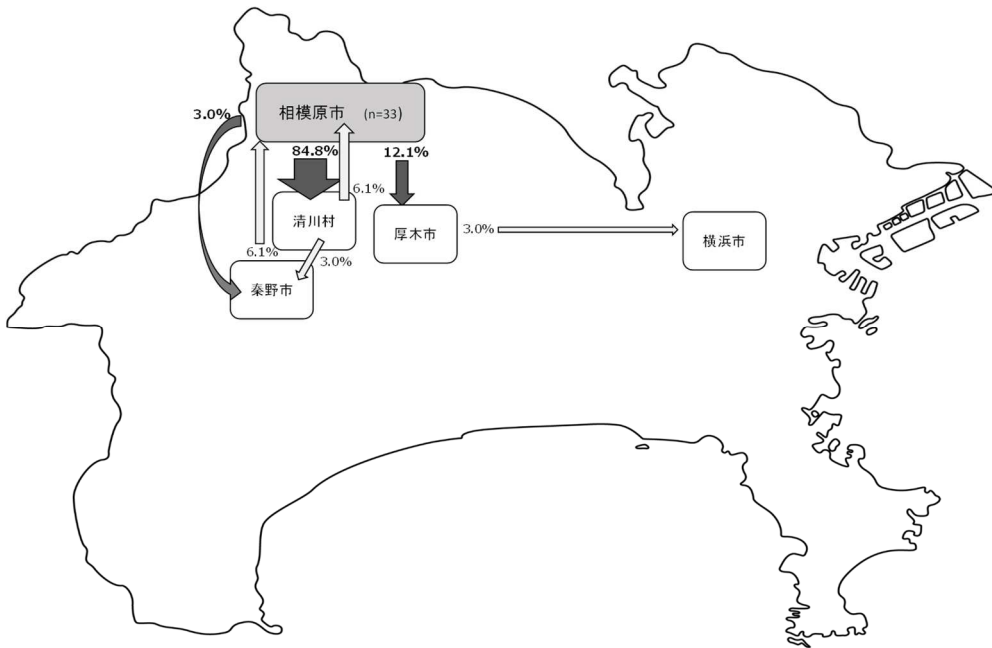 3.0%
相模原市 (n=33)
84.8%
12.1%
6.1%
清川村
厚木市
3.0%
横浜市
6.1%
3.0%
秦野市